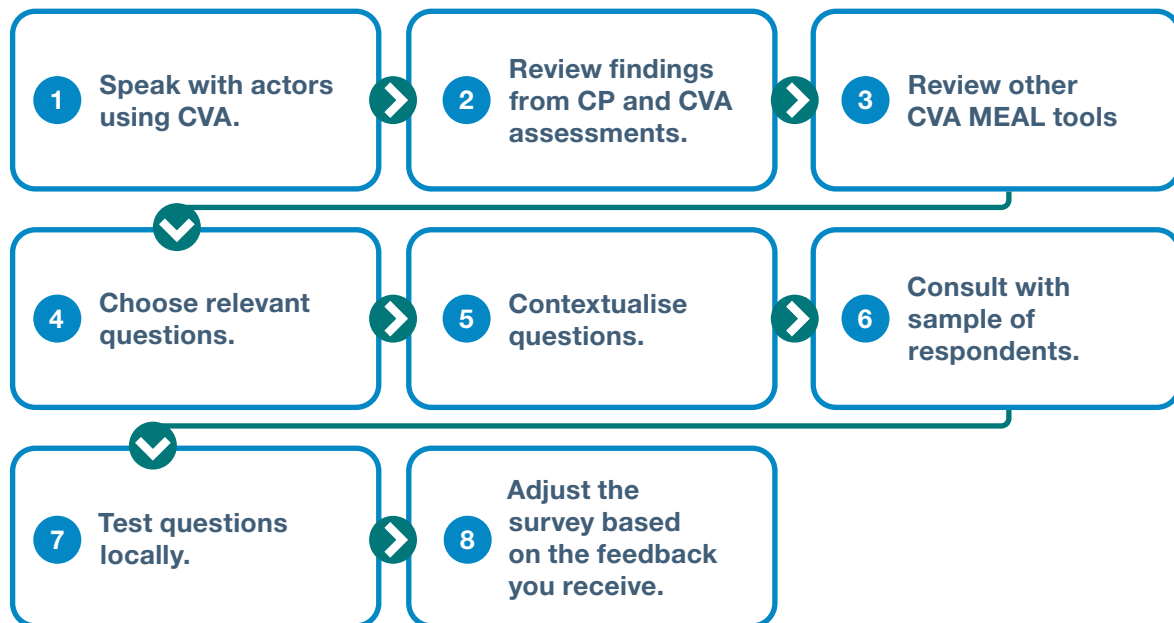 1
Speak with actors
using CVA.
2
Review findings
from CP and CVA
assessments.
3
Review other
CVA MEAL tools
4
Choose relevant
questions.
5
Contextualise
questions.
6
Consult with
sample of
respondents.
7
Test questions
locally.
8
Adjust the
survey based
on the feedback
you receive.